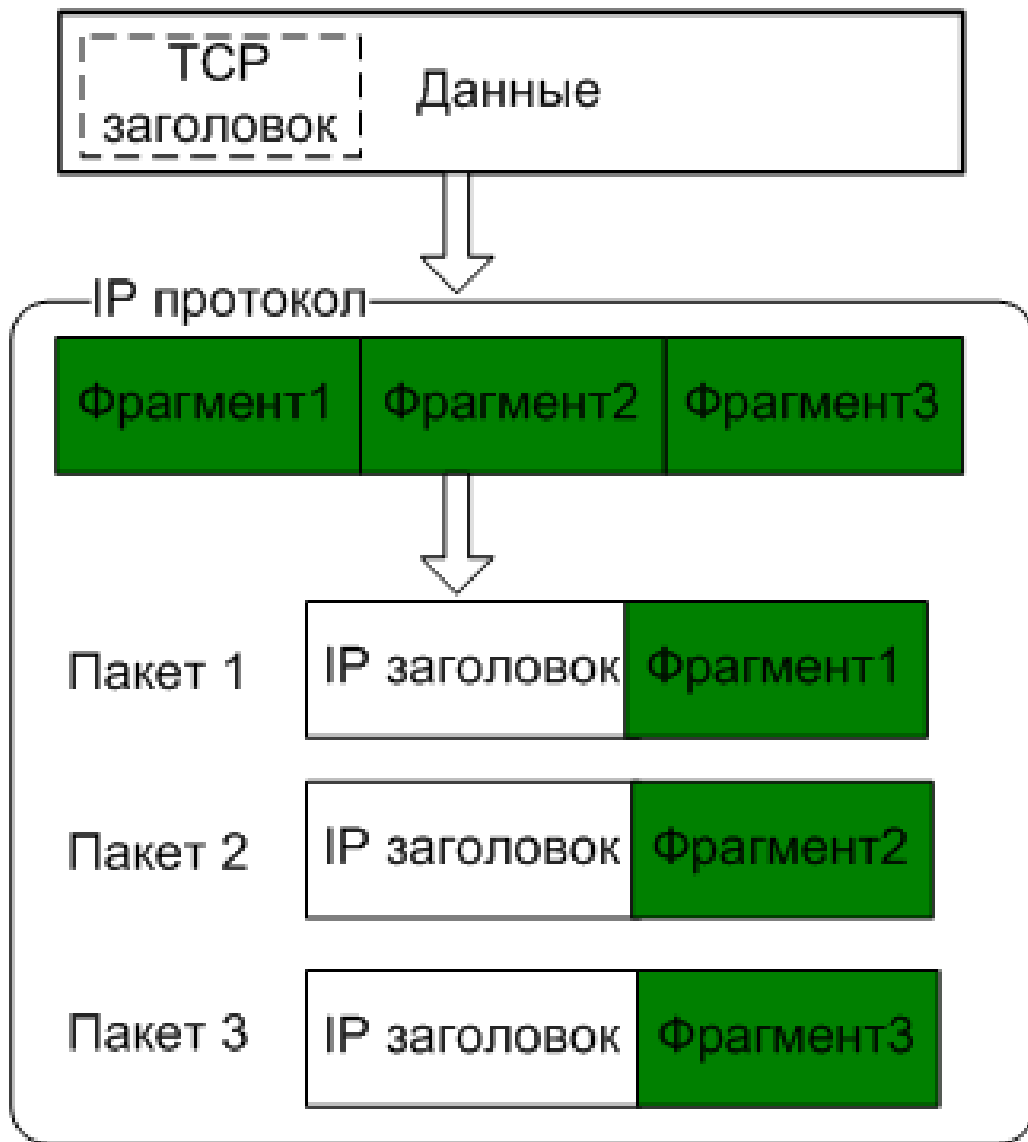 TCP
заголовок
Данные
IP протокол
Фрагмент1 Фрагмент2 Фрагмент3
Пакет 1 IP заголовок Фрагмент1
Пакет 2 IP заголовок Фрагмент2
Пакет 3 IP заголовок Фрагмент3